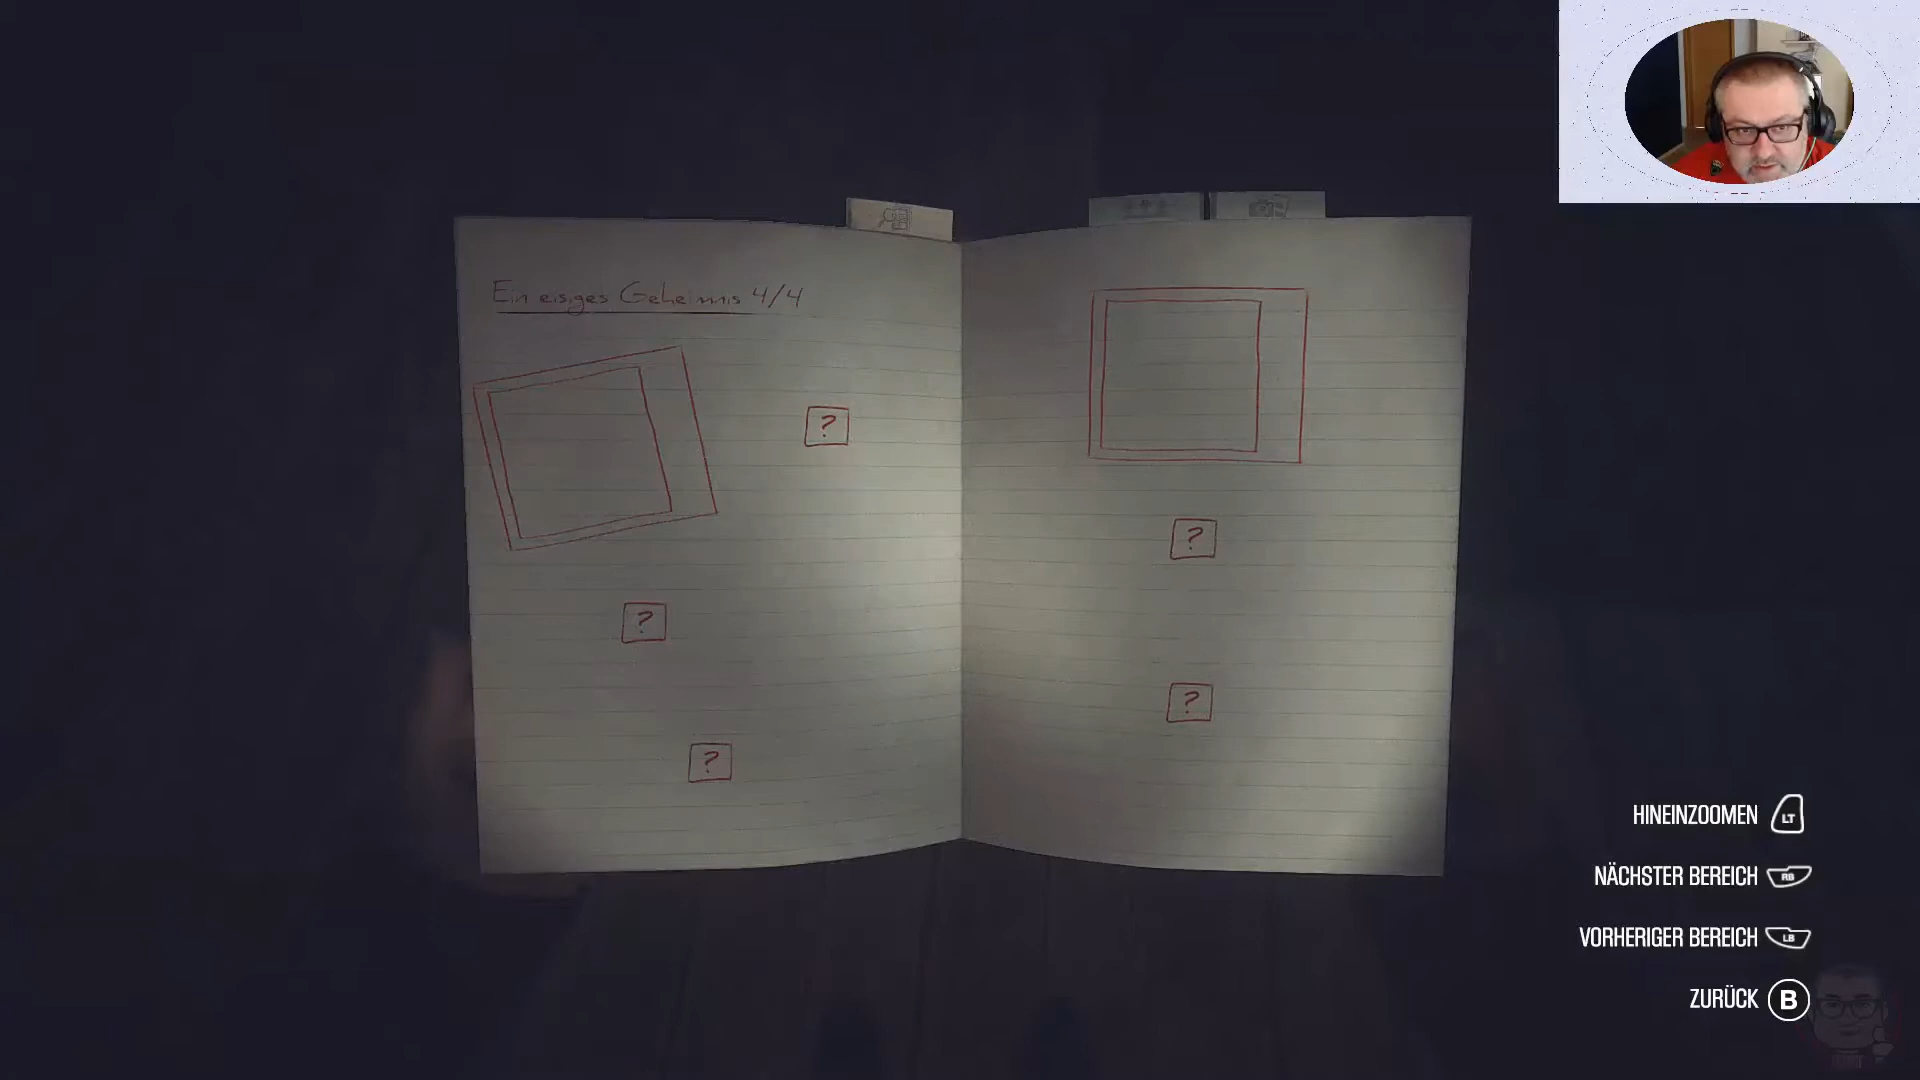 Ein eisiges Geheimnis 4/4
?
?
?
?
?
HINEINZOOMEN LT
NÄCHSTER BEREICH RB
VORHERIGER BEREICH LB
ZURÜCK B